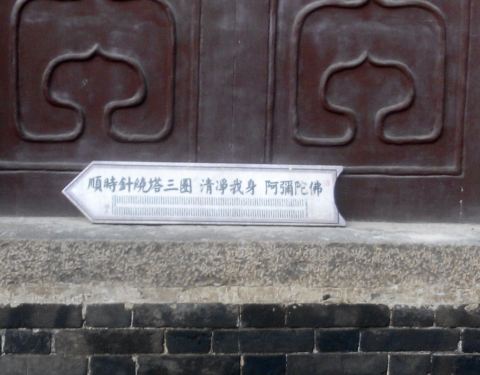 順時針繞塔三圈 清淨我身 阿彌陀佛